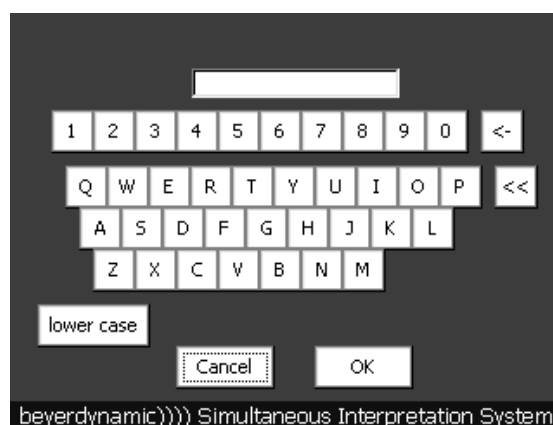 1 2 3 4 5 6 7 8 9 0 <-
Q W E R T Y U I O P <<
A S D F G H J K L
Z X C V B N M
lower case
Cancel OK
beyerdynamic)))) Simultaneous Interpretation System